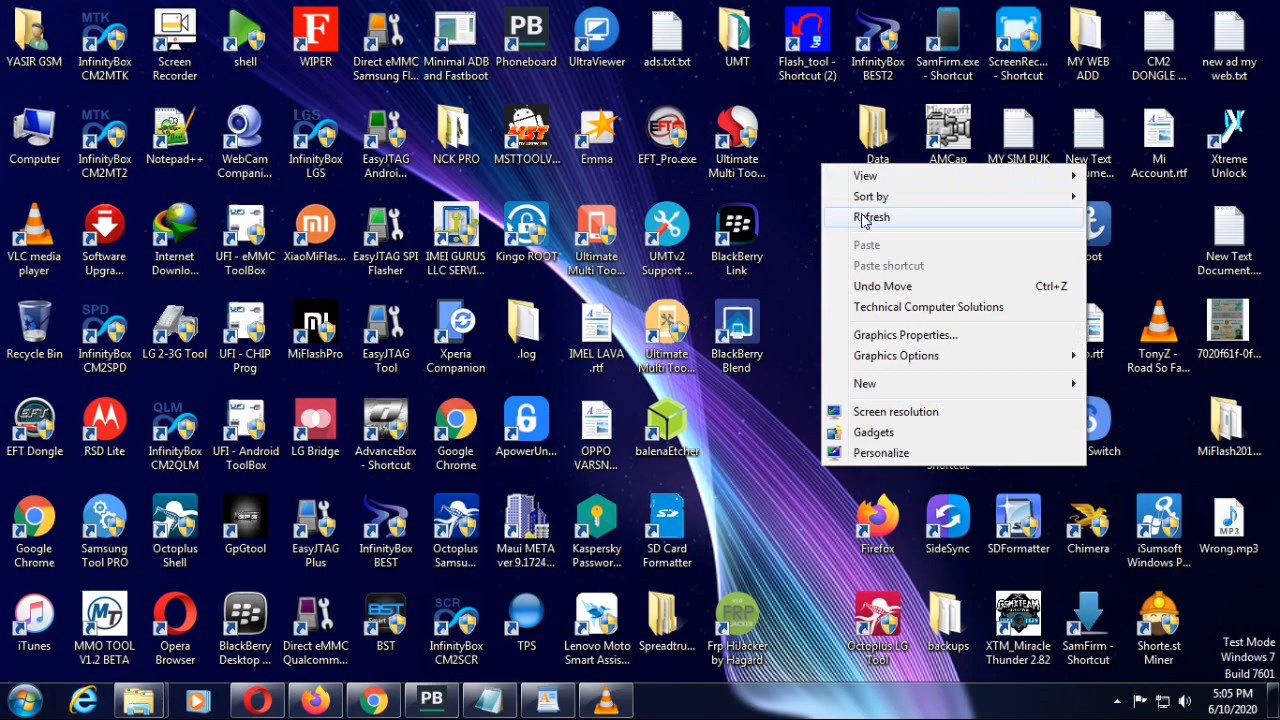 YASIR GSM
InfinityBox
CM2MTK
Screen
Recorder
shell
WIPER
Direct eMMC
Samsung Fl...
Minimal ADB
and Fastboot
Phoneboard
UltraViewer
ads.txt.txt
UMT
Flash_tool -
Shortcut (2)
InfinityBox
BEST2
SamFirm.exe
- Shortcut
ScreenRec...
- Shortcut
MY WEB
ADD
CM2
DONGLE ...
new ad my
web.txt
Computer
InfinityBox
CM2MT2
Notepad++
WebCam
Compani...
InfinityBox
LGS
EasyJTAG
Androi...
NCK PRO
MSTTOOLV...
Emma
EFT_Pro.exe
Ultimate
Multi Too...
Data
AMCap
MY SIM PUK
New Text
Mi
Account.rtf
Xtreme
Unlock
VLC media
player
Software
Upgra...
Internet
Downlo...
UFI - eMMC
ToolBox
XiaoMiFlas...
EasyJTAG SPI
Flasher
IMEI GURUS
LLC SERVI...
Kingo ROOT
Ultimate
Multi Too...
UMTv2
Support ...
BlackBerry
Link
New Text
Document....
Recycle Bin
InfinityBox
CM2SPD
LG 2-3G Tool
UFI - CHIP
Prog
MiFlashPro
EasyJTAG
Tool
Xperia
Companion
.log
IMEL LAVA
.rtf
Ultimate
Multi Too...
BlackBerry
Blend
TonyZ -
Road So Fa...
7020f61f-0f...
EFT Dongle
RSD Lite
InfinityBox
CM2QLM
UFI - Android
ToolBox
LG Bridge
AdvanceBox
- Shortcut
Google
Chrome
ApowerUn...
OPPO
VARSN...
balenaEtcher
MiFlash201...
Google
Chrome
Samsung
Tool PRO
Octoplus
Shell
GpGtool
EasyJTAG
Plus
InfinityBox
BEST
Octoplus
Samsu...
Maui META
ver 9.1724...
Kaspersky
Passwor...
SD Card
Formatter
Firefox
SideSync
SDFormatter
Chimera
iSumsoft
Windows P...
Wrong.mp3
iTunes
MMO TOOL
V1.2 BETA
Opera
Browser
BlackBerry
Desktop ...
Direct eMMC
Qualcomm...
BST
InfinityBox
CM2SCR
TPS
Lenovo Moto
Smart Assis...
Spreadtru...
Frp HiJacker
by Hagard
Octoplus LG
Tool
backups
XTM_Miracle
Thunder 2.82
SamFirm -
Shortcut
Shorte.st
Miner
View
Sort by
Refresh
Paste
Paste shortcut
Undo Move Ctrl+Z
Technical Computer Solutions
Graphics Properties...
Graphics Options
New
Screen resolution
Gadgets
Personalize
Test Mode
Windows 7
Build 7601
PB
5:05 PM
6/10/2020